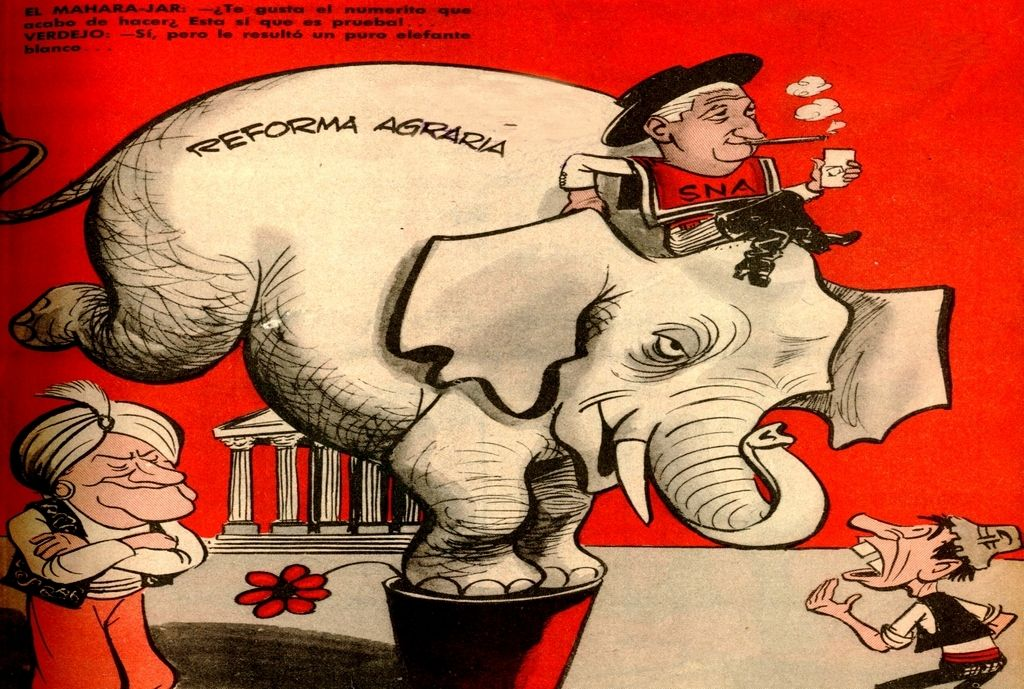 EL MAHARA-JAR: —¿Te gusta el numerito que
acabo de hacer¿ Esta sí que es prueba! . . .
VERDEJO: —Sí, pero le resultó un puro elefante
blanco . . .
REFORMA AGRARIA
SNA